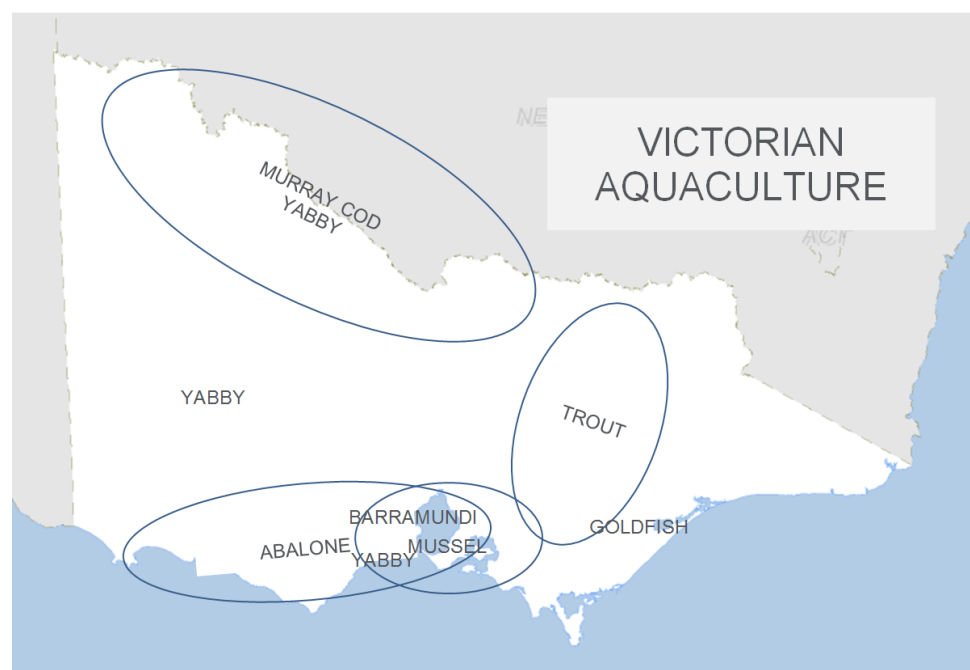 VICTORIAN
AQUACULTURE
MURRAY COD
YABBY
YABBY
TROUT
BARRAMUNDI
GOLDFISH
ABALONE
MUSSEL
YABBY